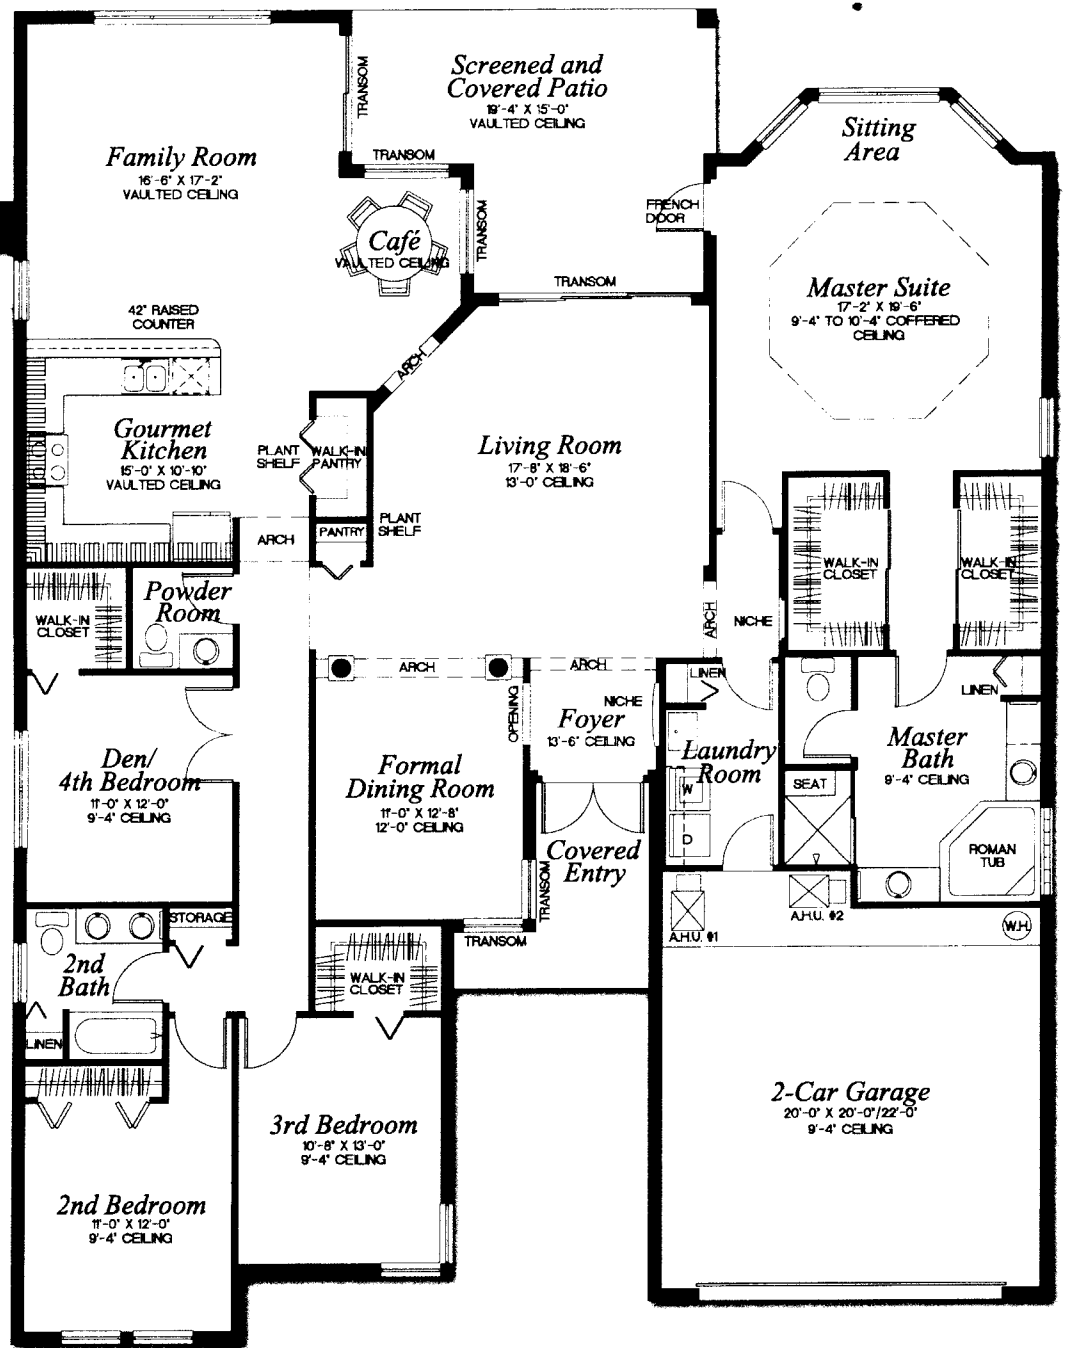 Screened and
Covered Patio
19'-4" X 15'-0"
VAULTED CEILING
TRANSOM
TRANSOM
TRANSOM
TRANSOM
Sitting
Area
Family Room
16'-6" X 17'-2"
VAULTED CEILING
FRENCH
DOOR
Café
VAULTED CEILING
Master Suite
17'-2" X 19'-6"
9'-4" TO 10'-4" COFFERED
CEILING
42" RAISED
COUNTER
ARCH
Gourmet
Kitchen
15'-0" X 10'-10"
VAULTED CEILING
PLANT
SHELF
WALK-IN
PANTRY
Living Room
17'-8" X 18'-6"
13'-0" CEILING
PLANT
SHELF
PANTRY
ARCH
WALK-IN
CLOSET
WALK-IN
CLOSET
Powder
Room
WALK-IN
CLOSET
ARCH
NICHE
ARCH
ARCH
LINEN
LINEN
OPENING
NICHE
Foyer
13'-6" CEILING
Laundry
Room
W
D
Master
Bath
9'-4" CEILING
SEAT
ROMAN
TUB
Den/
4th Bedroom
11'-0" X 12'-0"
9'-4" CEILING
Formal
Dining Room
11'-0" X 12'-8"
12'-0" CEILING
Covered
Entry
TRANSOM
TRANSOM
A.H.U. #1
A.H.U. #2
W.H.
STORAGE
2nd
Bath
LINEN
WALK-IN
CLOSET
2-Car Garage
20'-0" X 20'-0"/22'-0"
9'-4" CEILING
3rd Bedroom
10'-8" X 13'-0"
9'-4" CEILING
2nd Bedroom
11'-0" X 12'-0"
9'-4" CEILING